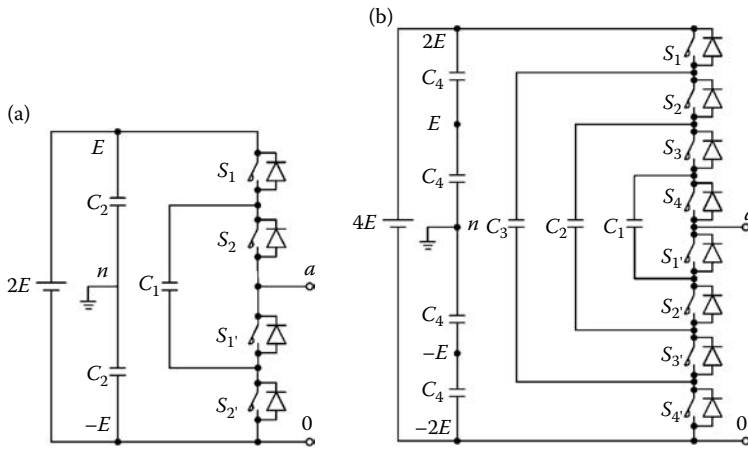 (a)
E
S1
C2
S2
2E
n
C1
a
S1'
C2
S2'
-E
0
(b)
2E
S1
C4
S2
E
S3
C4
S4
a
4E
n
C3
C2
C1
S1'
C4
S2'
-E
S3'
C4
S4'
-2E
0